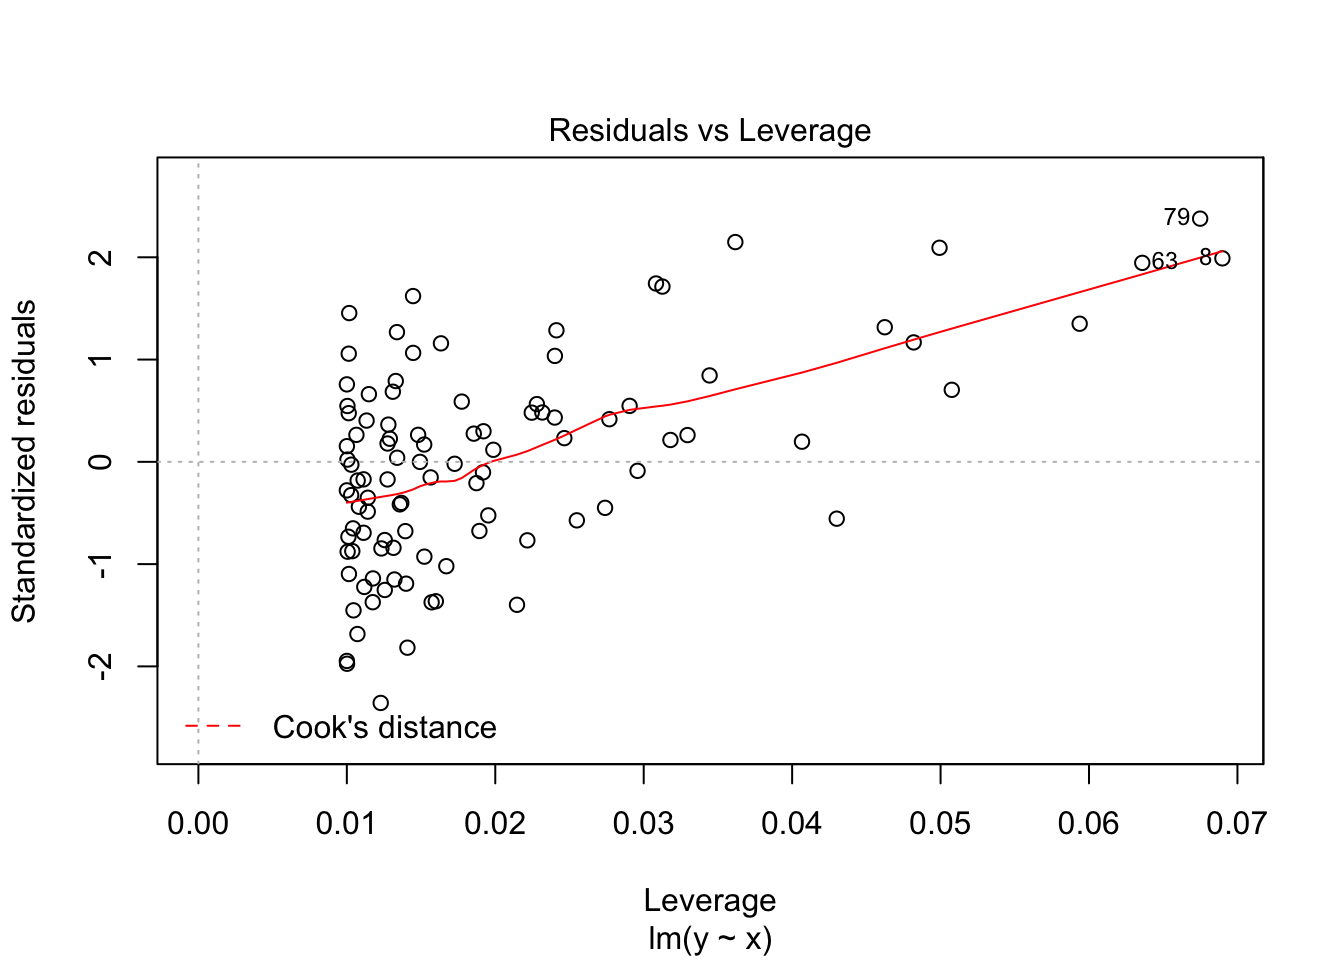 Residuals vs Leverage
Standardized residuals
2
1
0
-1
-2
79
63
8
Cook's distance
0.00 0.01 0.02 0.03 0.04 0.05 0.06 0.07
Leverage
lm(y ~ x)